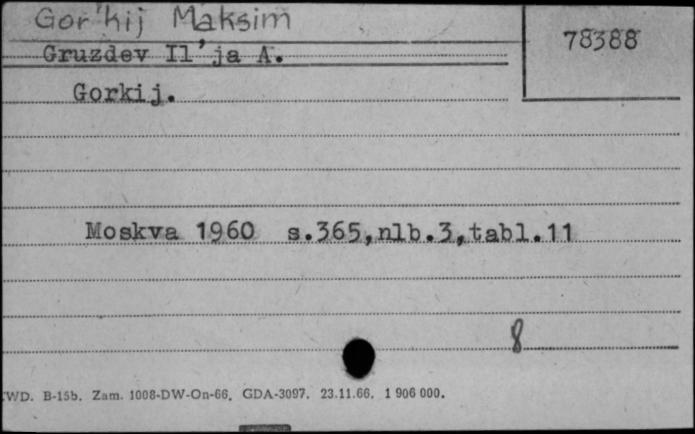 Gor'kij Maksim
78388
Gruzdev Il'ja A.
Gorkij.
Moskva 1960 s.365,nlb.3,tabl.11
8
WD. B-15b. Zam. 1008-DW-On-66. GDA-3097. 23.11.66. 1 906 000.